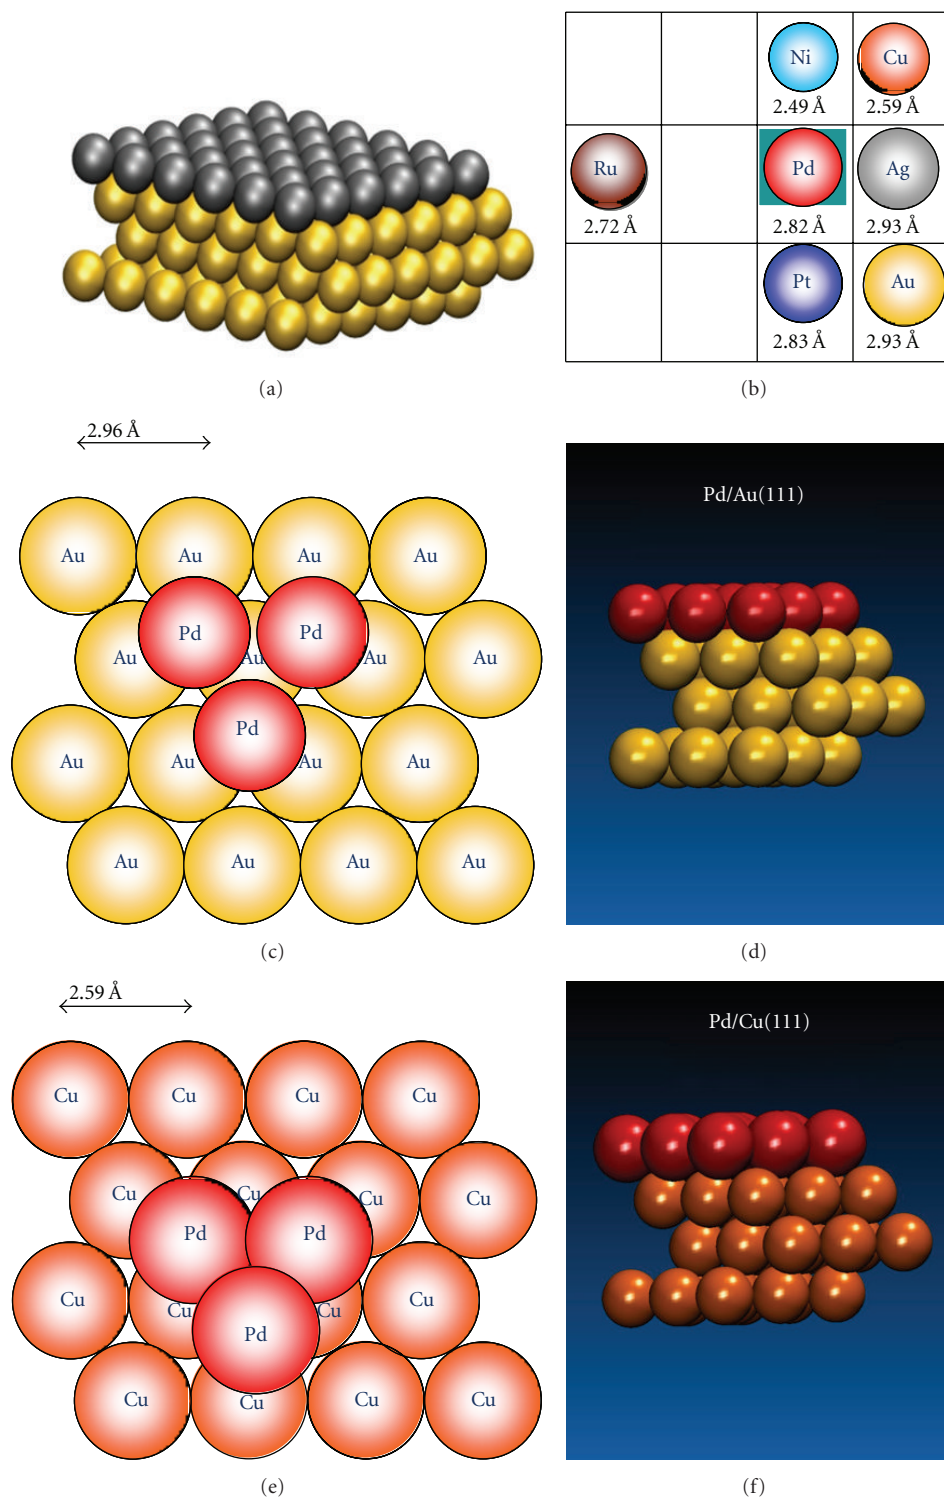 Ni Cu
2.49 Å 2.59 Å
Ru Pd Ag
2.72 Å 2.82 Å 2.93 Å
Pt Au
2.83 Å 2.93 Å
(a) (b)
2.96 Å
Pd/Au(111)
Au Au Au Au
Pd Pd
Au Au Au Au
Pd
Au Au Au Au
Au Au Au Au
(c) (d)
2.59 Å
Pd/Cu(111)
Cu Cu Cu Cu
Cu Cu Cu Cu
Pd Pd
Cu Cu Cu Cu
Pd
Cu Cu Cu Cu
(e) (f)